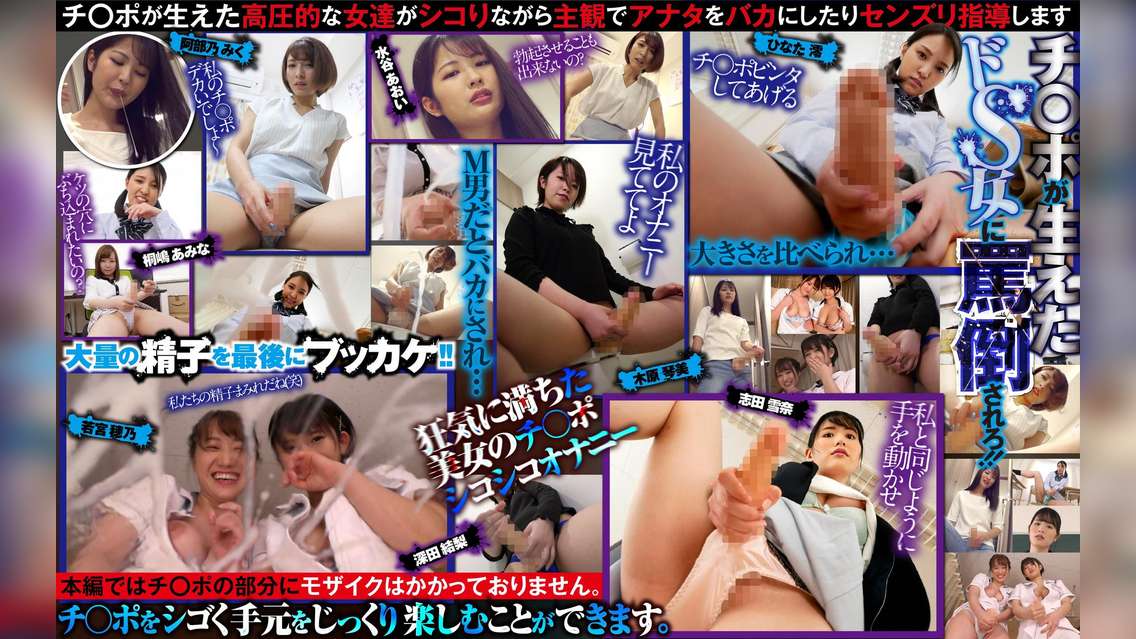 チ〇ポが生えた高圧的な女達がシコりながら主観でアナタをバカにしたりセンズリ指導します
阿部乃 みく
私のチ〇ポ
デカいでしょ〜
水谷 あおい
勃起させることも
出来ないの?
ひなた 澪
チ〇ポビンタ
してあげる
チ〇ポが生えた
ドS女に
罵倒されろ!!
ケツの穴に
ぶち込まれたいの?
桐嶋 あみな
M男だとバカにされ…
私のオナニー
見ててよ
大きさを比べられ…
大量の精子を最後にブッカケ!!
私たちの精子まみれだね(笑)
若宮 穂乃
木原 琴美
狂気に満ちた
美女のチ〇ポ
シコシコオナニー
志田 雪奈
私と同じように
手を動かせ
深田 結梨
本編ではチ〇ポの部分にモザイクはかかっておりません。
チ〇ポをシゴく手元をじっくり楽しむことができます。